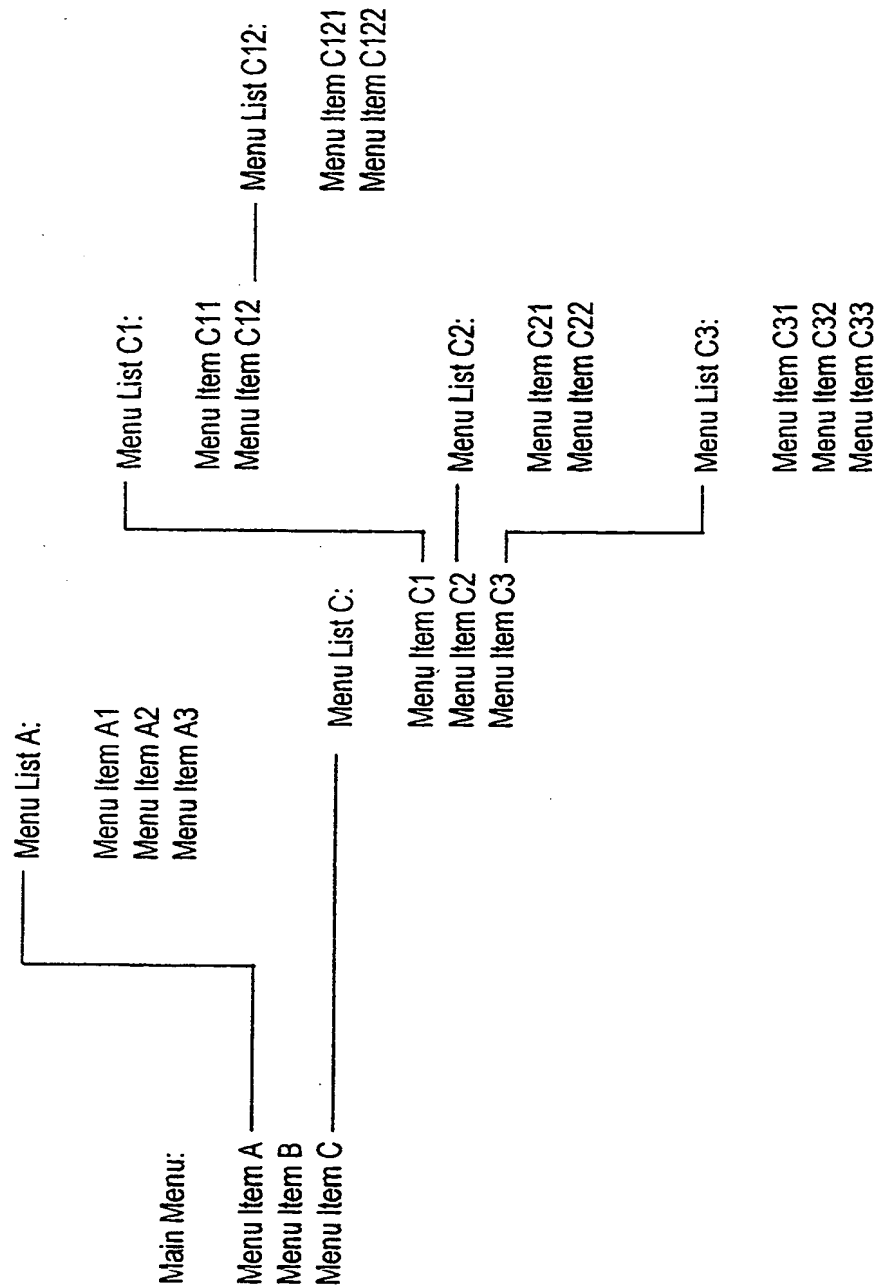 Main Menu:
Menu Item A
Menu Item B
Menu Item C
Menu List A:
Menu Item A1
Menu Item A2
Menu Item A3
Menu List C:
Menu Item C1
Menu Item C2
Menu Item C3
Menu List C1:
Menu Item C11
Menu Item C12
Menu List C2:
Menu Item C21
Menu Item C22
Menu List C3:
Menu Item C31
Menu Item C32
Menu Item C33
Menu List C12:
Menu Item C121
Menu Item C122